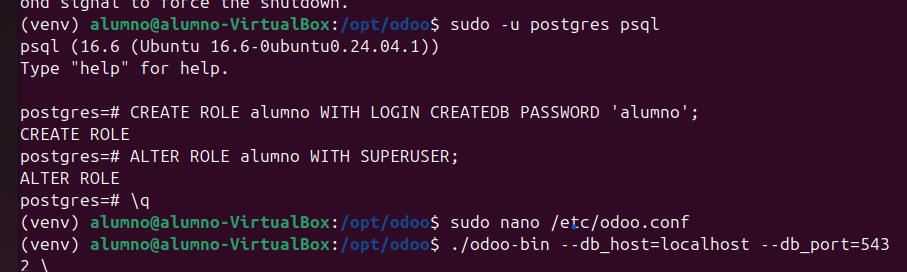 ond signal to force the shutdown.
(venv) alumno@alumno-VirtualBox:/opt/odoo$ sudo -u postgres psql
psql (16.6 (Ubuntu 16.6-0ubuntu0.24.04.1))
Type "help" for help.
postgres=# CREATE ROLE alumno WITH LOGIN CREATEDB PASSWORD 'alumno';
CREATE ROLE
postgres=# ALTER ROLE alumno WITH SUPERUSER;
ALTER ROLE
postgres=# \q
(venv) alumno@alumno-VirtualBox:/opt/odoo$ sudo nano /etc/odoo.conf
(venv) alumno@alumno-VirtualBox:/opt/odoo$ ./odoo-bin --db_host=localhost --db_port=543
2 \